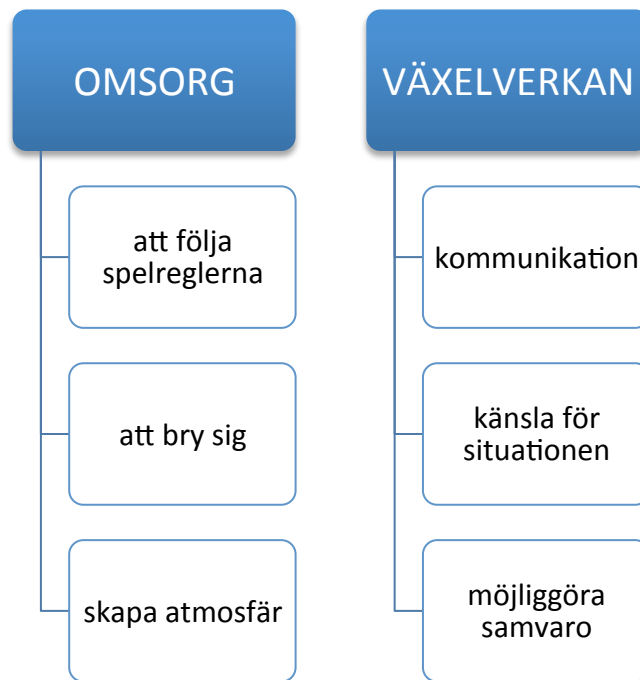 OMSORG
att följa
spelreglerna
att bry sig
skapa atmosfär
VÄXELVERKAN
kommunikation
känsla för
situationen
möjliggöra
samvaro